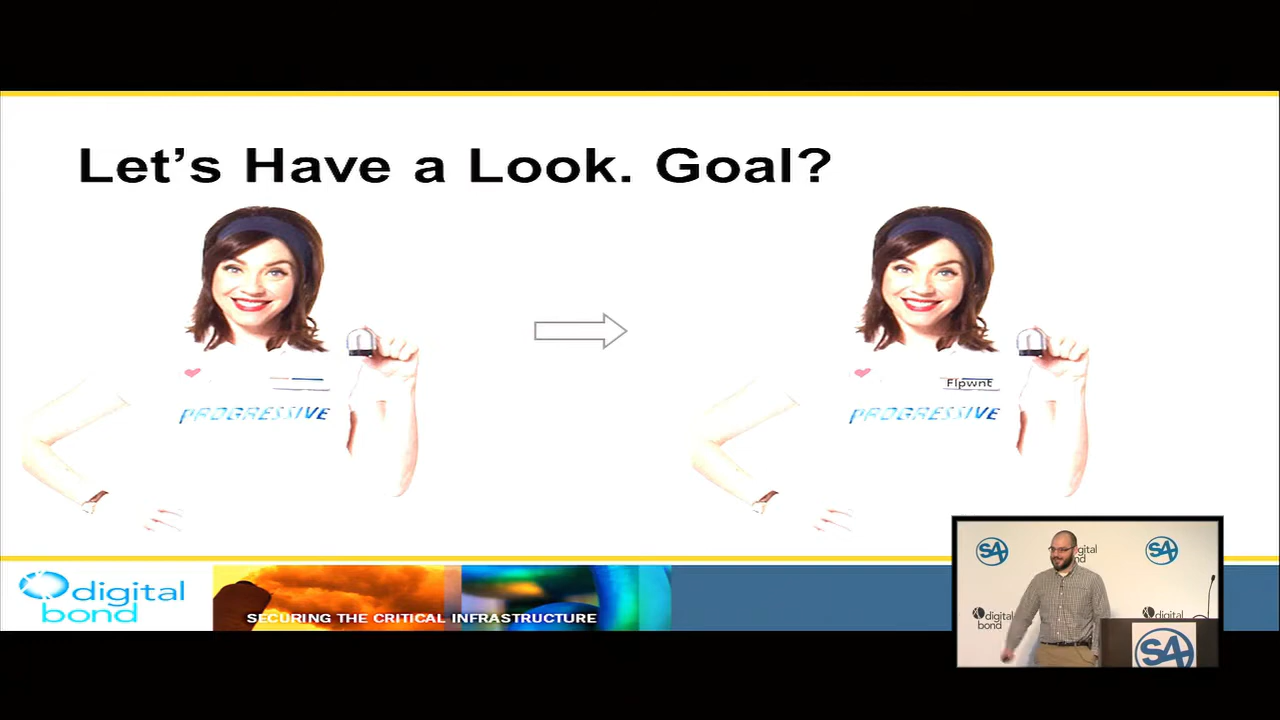 Let’s Have a Look. Goal?
PROGRESSIVE
Flpwnt
PROGRESSIVE
digital
bond
SECURING THE CRITICAL INFRASTRUCTURE
S4
digital
bond
S4
digital
bond
digital
S4